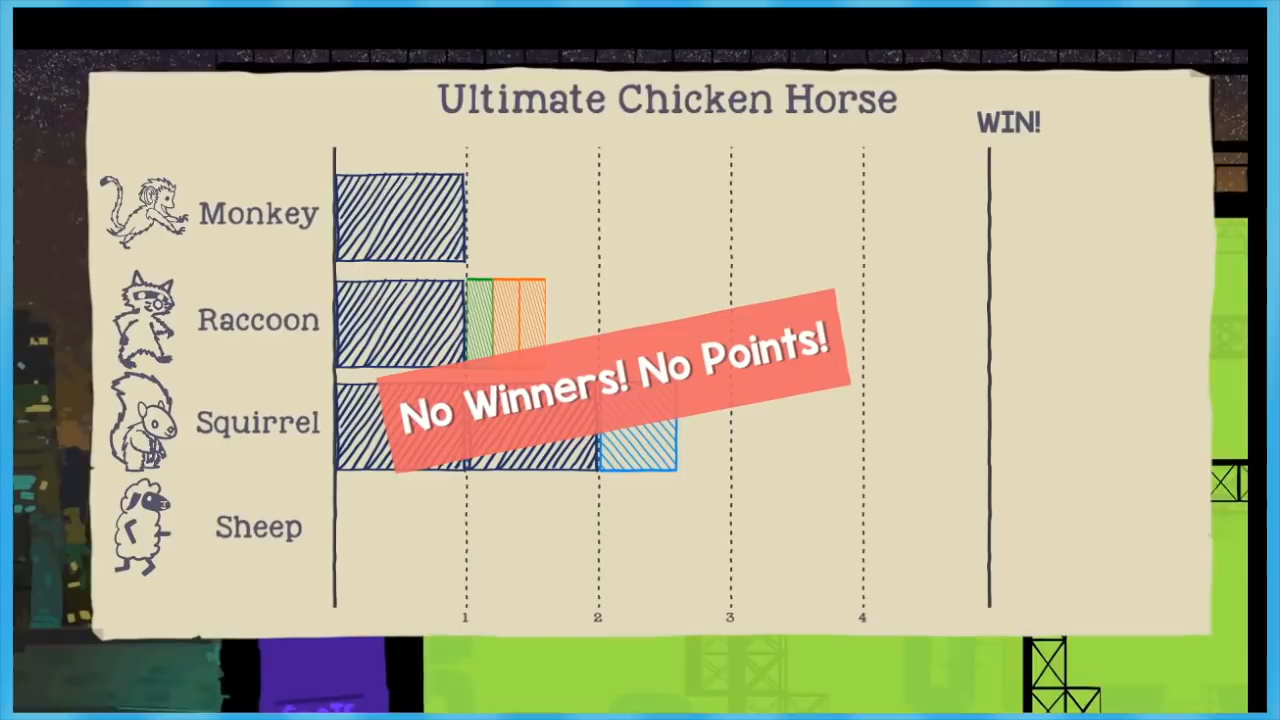 Ultimate Chicken Horse
WIN!
Monkey
Raccoon
No Winners! No Points!
Squirrel
Sheep
1 2 3 4